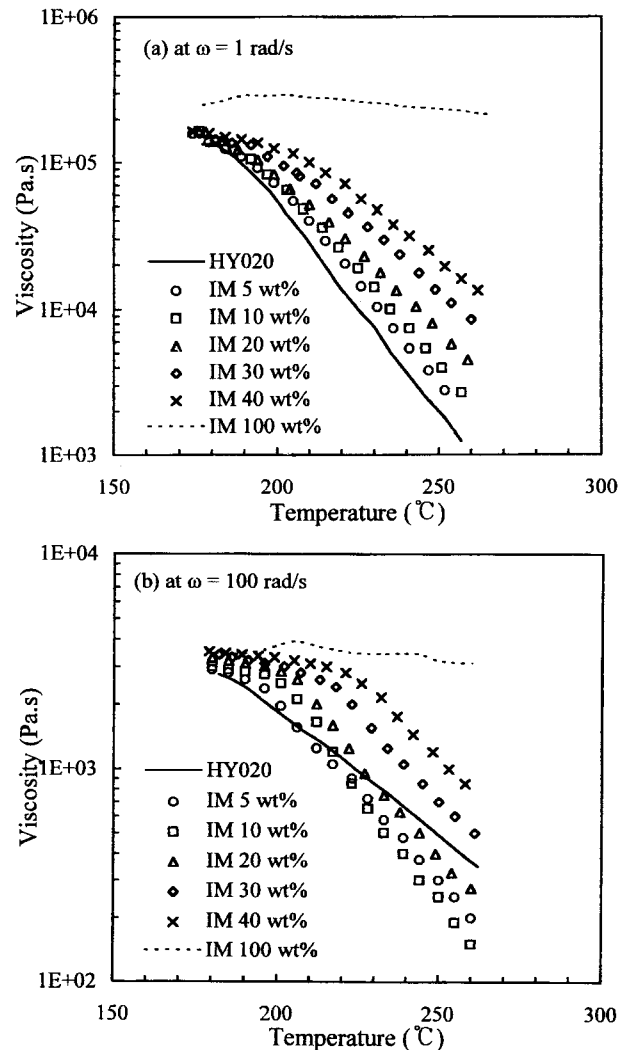 1E+06
(a) at ω = 1 rad/s
1E+05
Viscosity (Pa.s)
HY020
IM 5 wt%
IM 10 wt%
1E+04
IM 20 wt%
IM 30 wt%
IM 40 wt%
IM 100 wt%
1E+03
150 200 250 300
Temperature (℃)
1E+04
(b) at ω = 100 rad/s
Viscosity (Pa.s)
1E+03
HY020
IM 5 wt%
IM 10 wt%
IM 20 wt%
IM 30 wt%
IM 40 wt%
IM 100 wt%
1E+02
150 200 250 300
Temperature (℃)